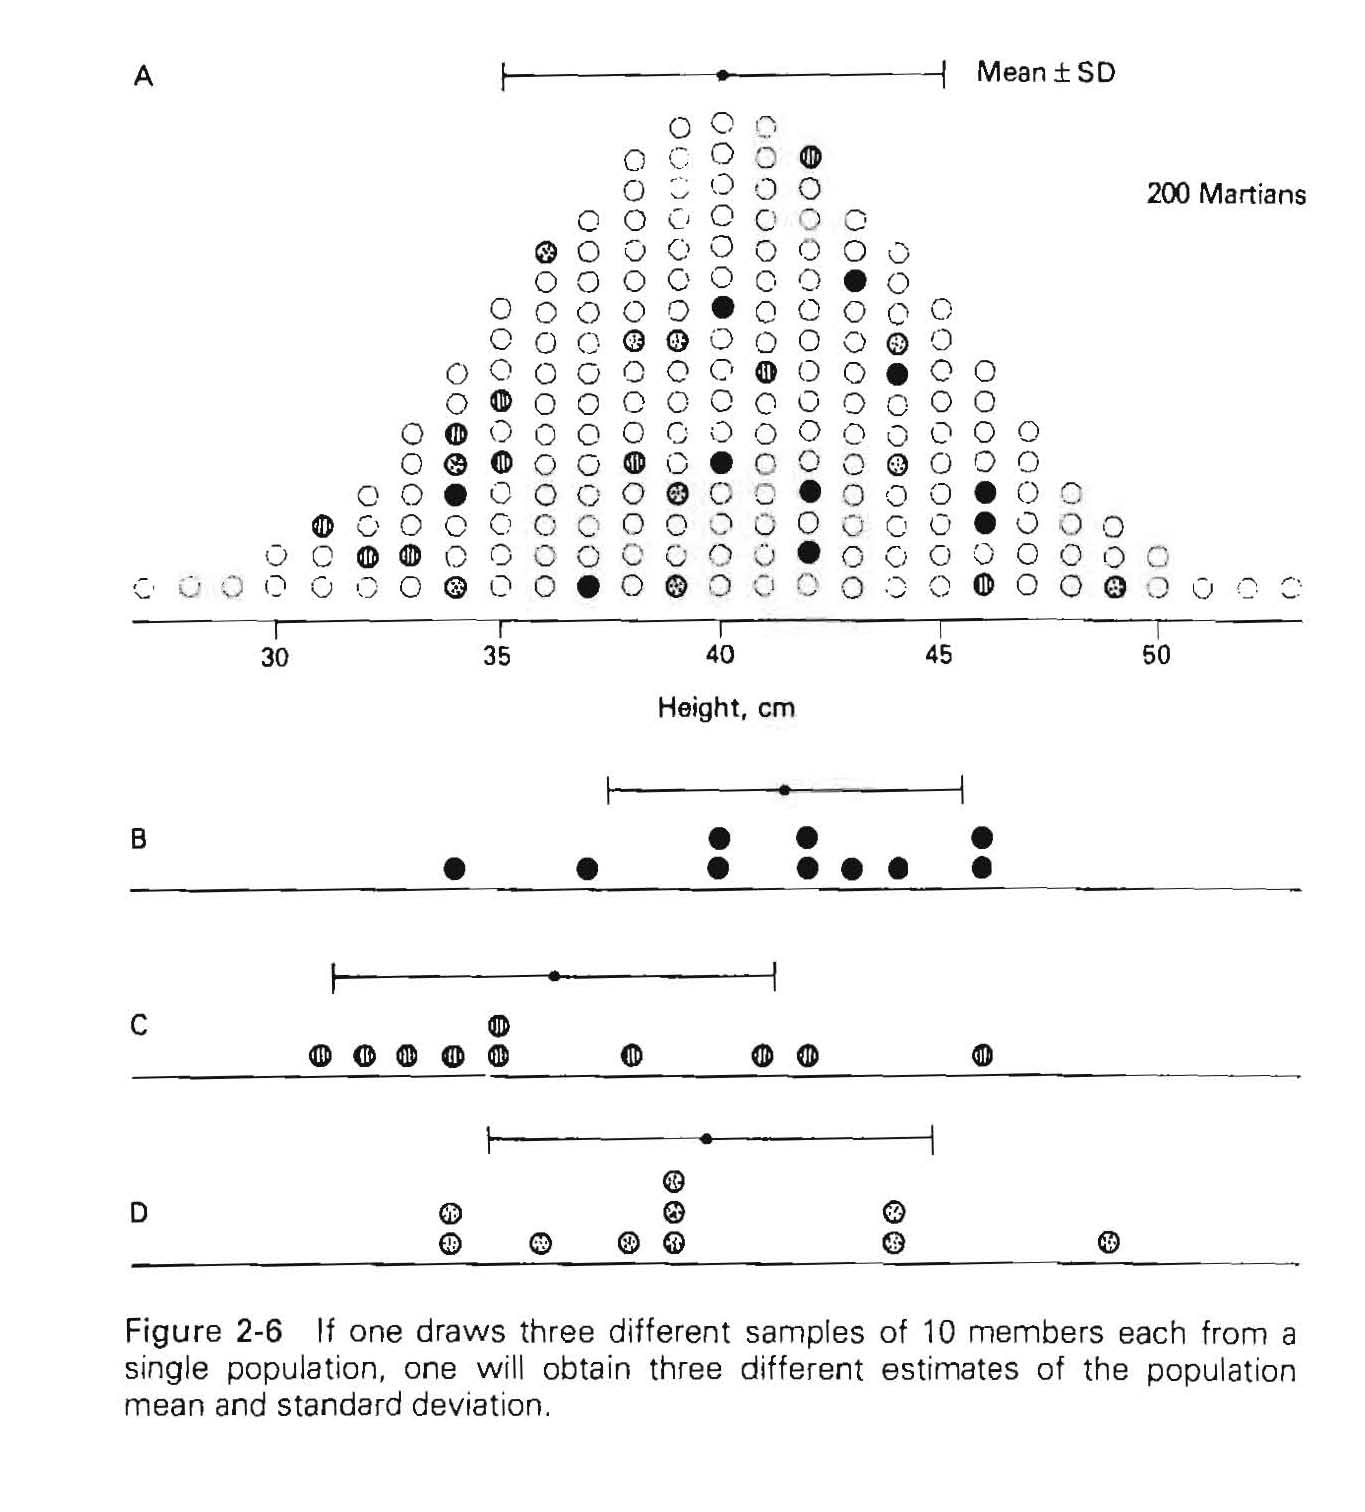 A
Mean ± SD
200 Martians
30 35 40 45 50
Height, cm
B
C
D
Figure 2-6 If one draws three different samples of 10 members each from a
single population, one will obtain three different estimates of the population
mean and standard deviation.